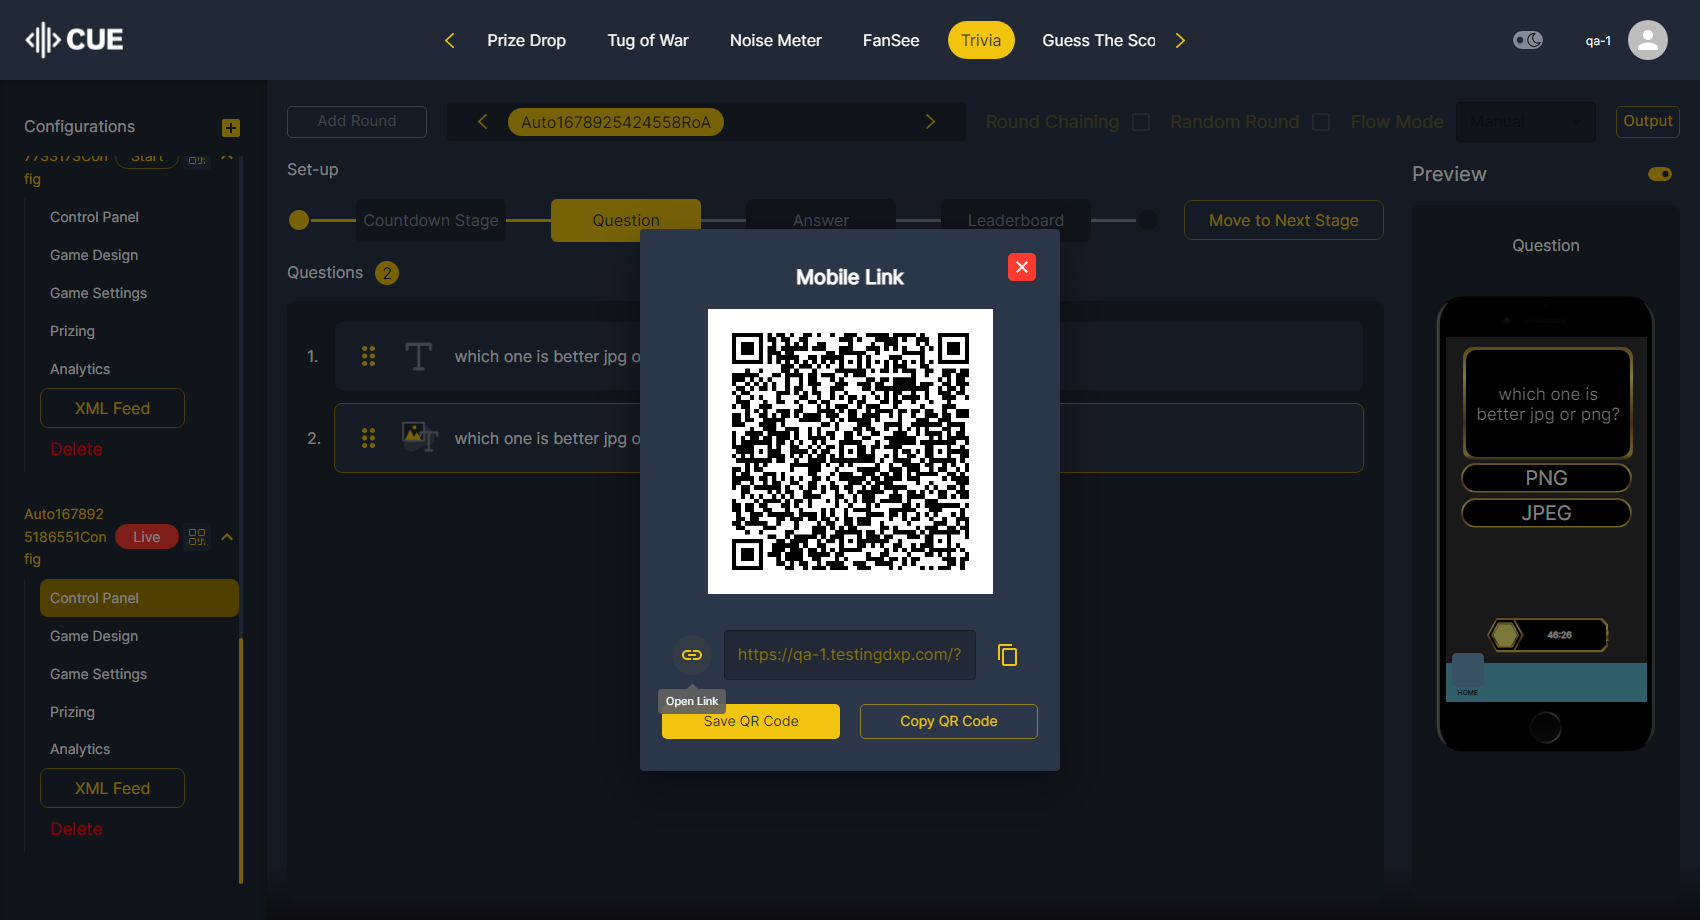 CUE
Prize Drop
Tug of War
Noise Meter
FanSee
Trivia
Guess The Sco
qa-1
Configurations
Start
fig
Control Panel
Game Design
Game Settings
Prizing
Analytics
XML Feed
Delete
Auto167892
5186551Con
fig
Live
Control Panel
Game Design
Game Settings
Prizing
Analytics
XML Feed
Delete
Add Round
Auto1678925424558RoA
Round Chaining
Random Round
Flow Mode
Manual
Output
Set-up
Countdown Stage
Question
Answer
Leaderboard
Move to Next Stage
Questions 2
1.
which one is better jpg o
2.
which one is better jpg o
Mobile Link
https://qa-1.testingdxp.com/?
Open Link
Save QR Code
Copy QR Code
Preview
Question
which one is
better jpg or png?
PNG
JPEG
46:26
HOME